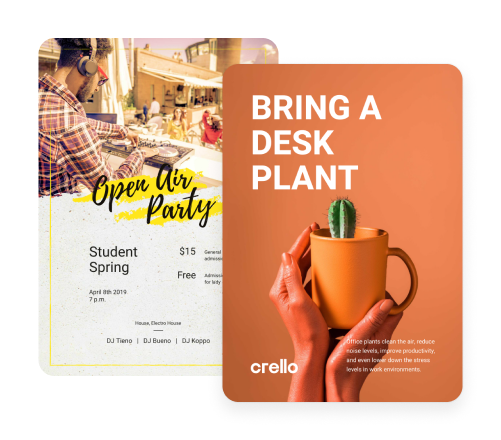 Open Air
Party
Student
Spring
$15
General
Free
April 8th 2019
7 p.m.
for lady
House, Electro House
DJ Tieno | DJ Bueno | DJ Koppo
BRING A
DESK
PLANT
Office plants clean the air, reduce
noise levels, improve productivity,
and even lower down the stress
levels in work environments.
crello